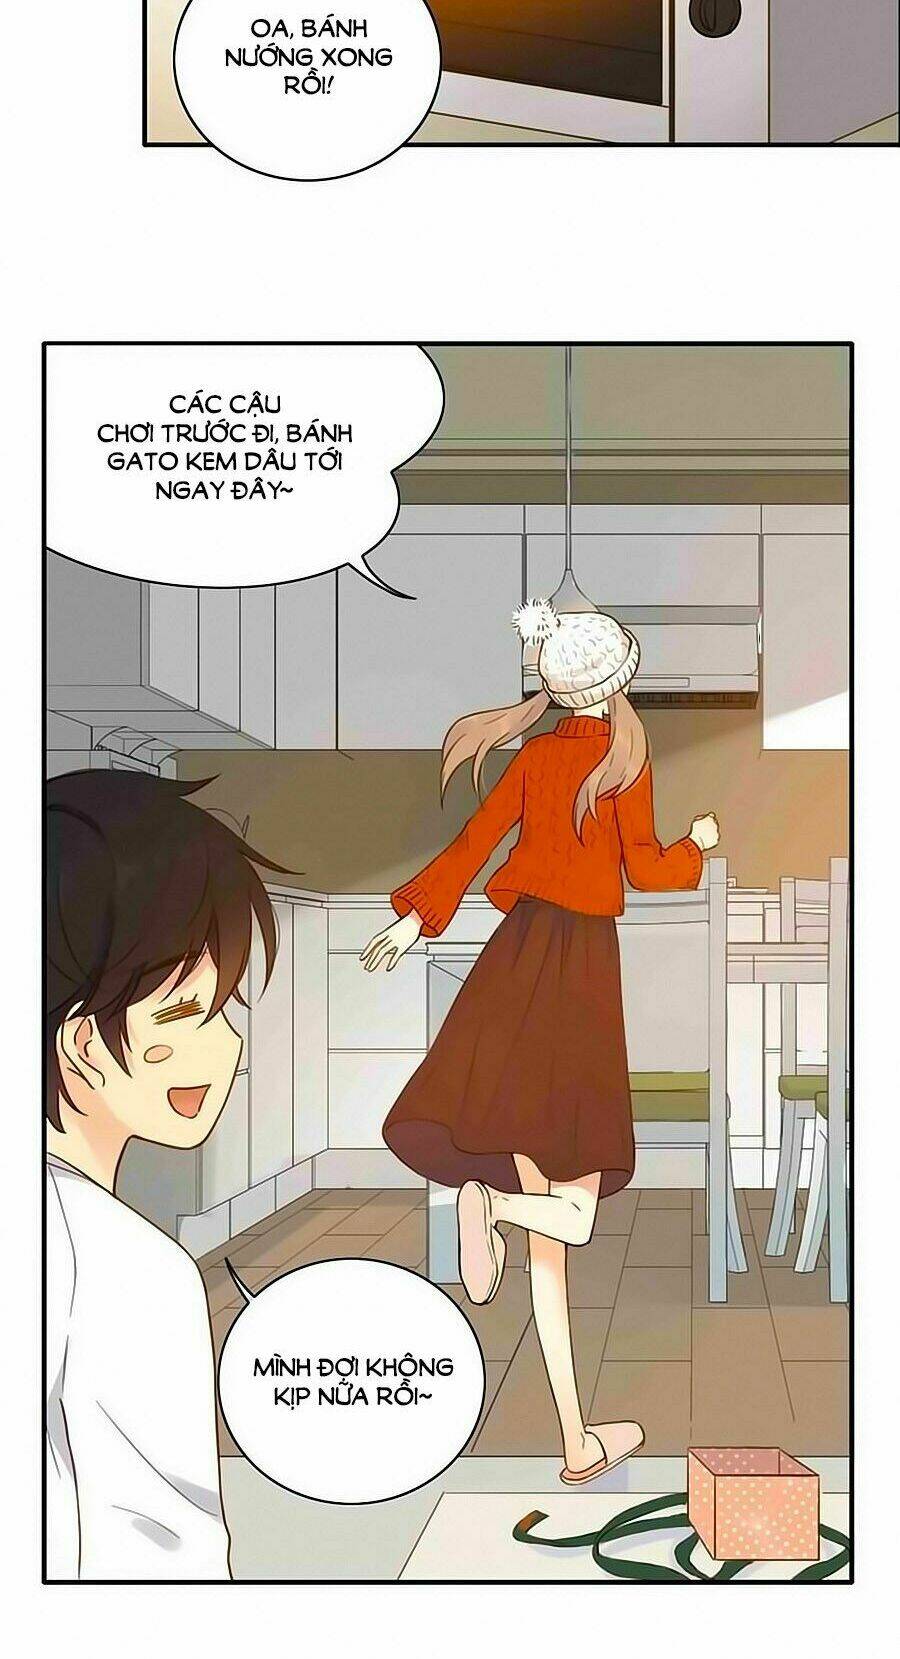 OA, BÁNH
NƯỚNG XONG
RỒI!
CÁC CẬU
CHƠI TRƯỚC ĐI, BÁNH
GATO KEM DÂU TỚI
NGAY ĐÂY~
MÌNH ĐỢI KHÔNG
KỊP NỮA RỒI~